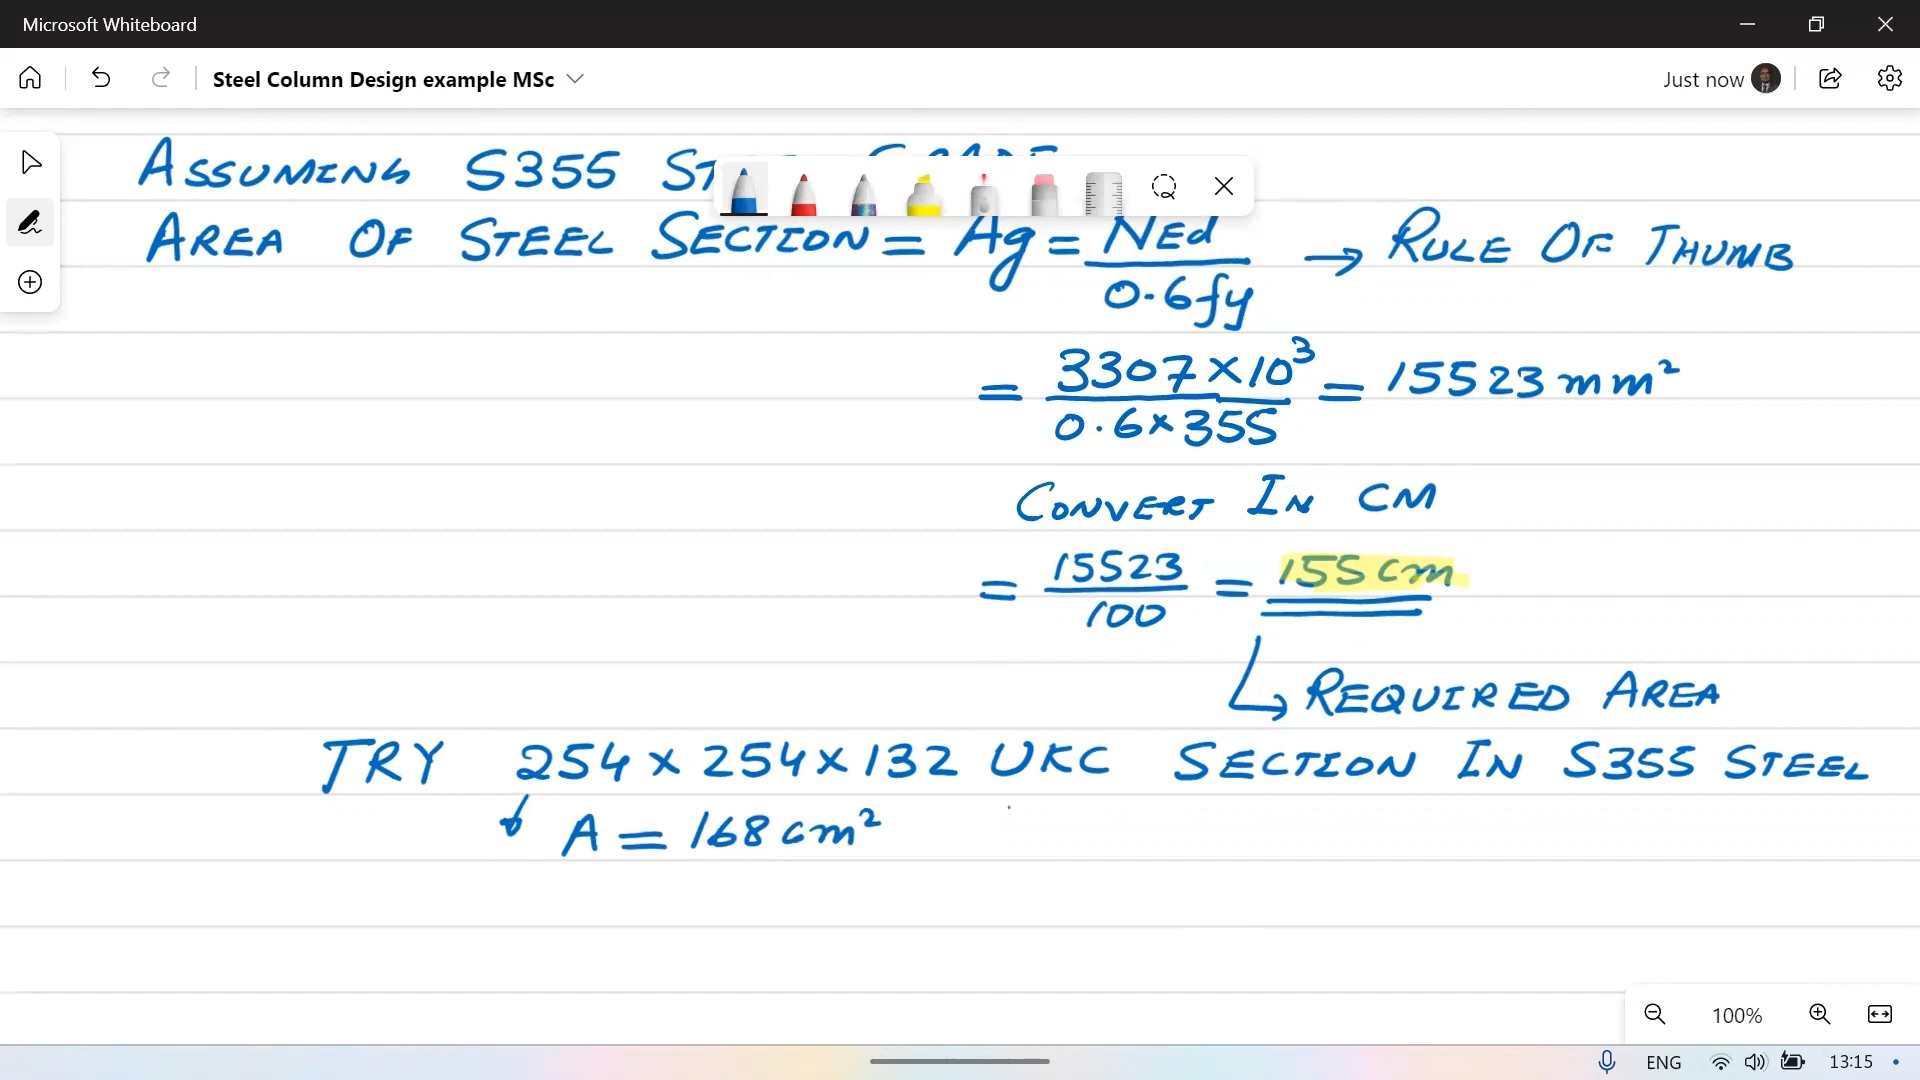 Microsoft Whiteboard
Steel Column Design example MSc
Just now
ASSUMING S355
AREA OF STEEL SECTION = Ag = NEd / 0.6fy → RULE OF THUMB
= 3307 × 10³ / 0.6 × 355 = 15523 mm²
CONVERT IN CM
= 15523 / 100 = 155 cm
REQUIRED AREA
TRY 254 × 254 × 132 UKC SECTION IN S355 STEEL
A = 168 cm²
100%
ENG
13:15